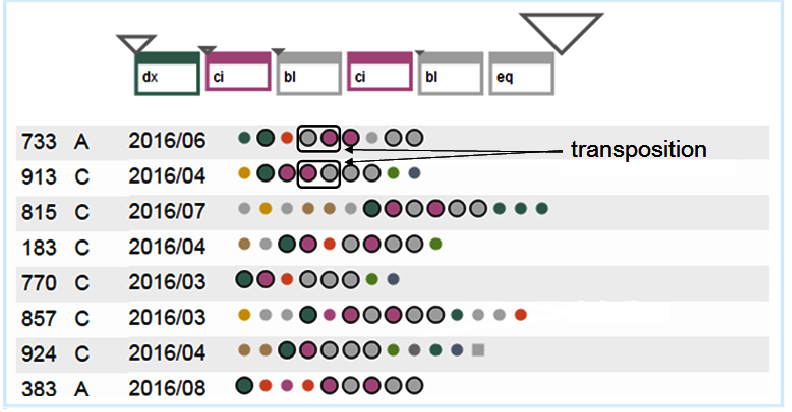 dx ci bl ci bl eq
733 A 2016/06
transposition
913 C 2016/04
815 C 2016/07
183 C 2016/04
770 C 2016/03
857 C 2016/03
924 C 2016/04
383 A 2016/08